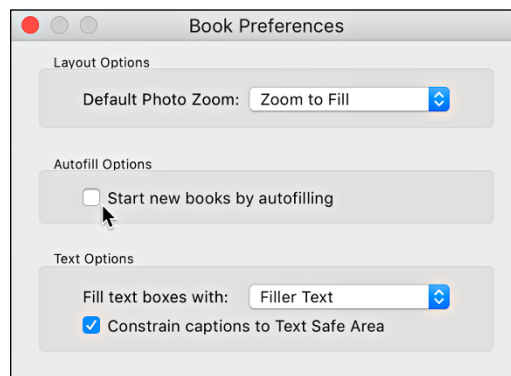 Book Preferences
Layout Options
Default Photo Zoom: Zoom to Fill
Autofill Options
Start new books by autofilling
Text Options
Fill text boxes with: Filler Text
Constrain captions to Text Safe Area